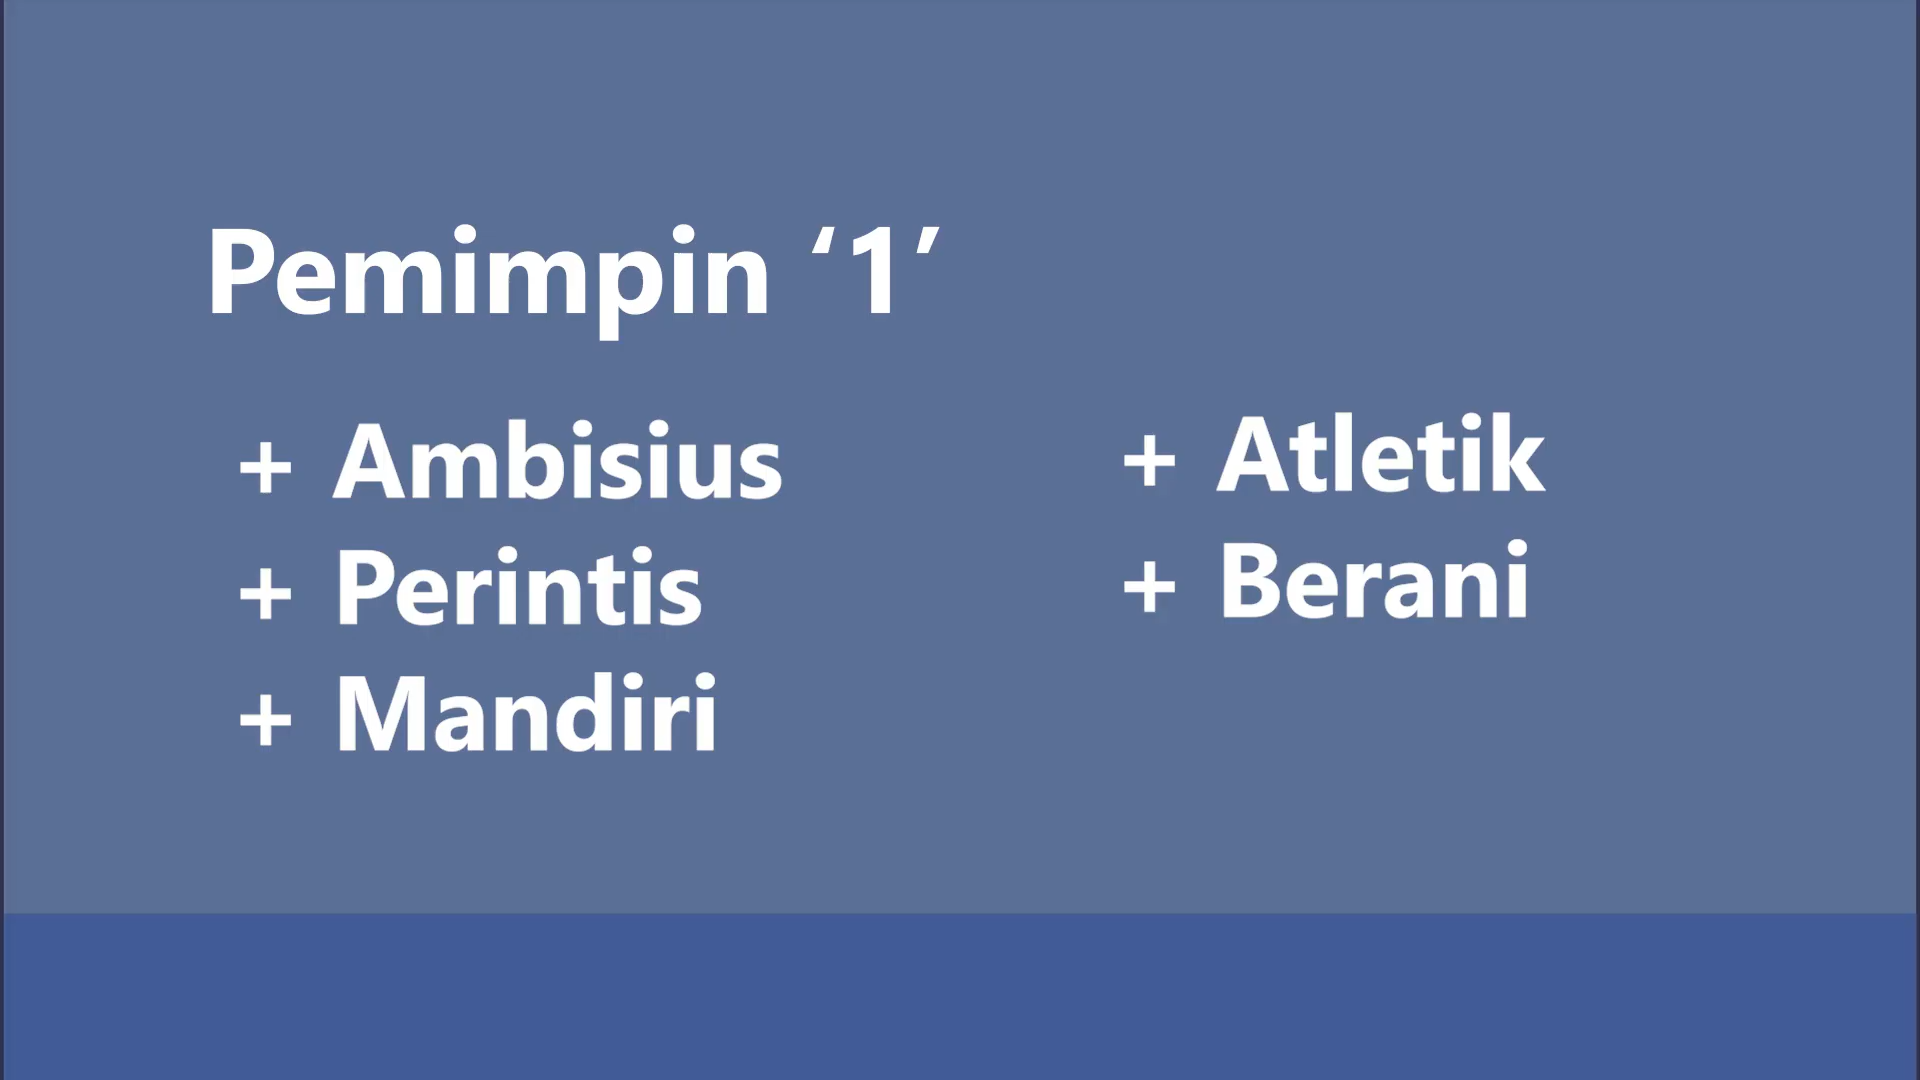 Pemimpin ‘1’
+ Ambisius
+ Perintis
+ Mandiri
+ Atletik
+ Berani